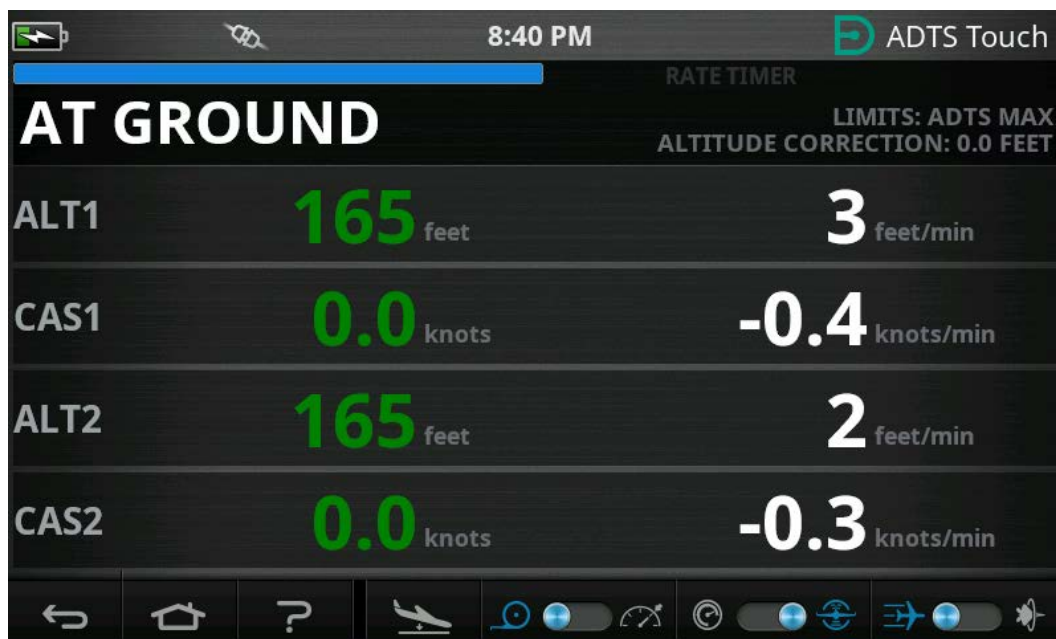 8:40 PM
ADTS Touch
RATE TIMER
AT GROUND
LIMITS: ADTS MAX
ALTITUDE CORRECTION: 0.0 FEET
ALT1 165 feet 3 feet/min
CAS1 0.0 knots -0.4 knots/min
ALT2 165 feet 2 feet/min
CAS2 0.0 knots -0.3 knots/min